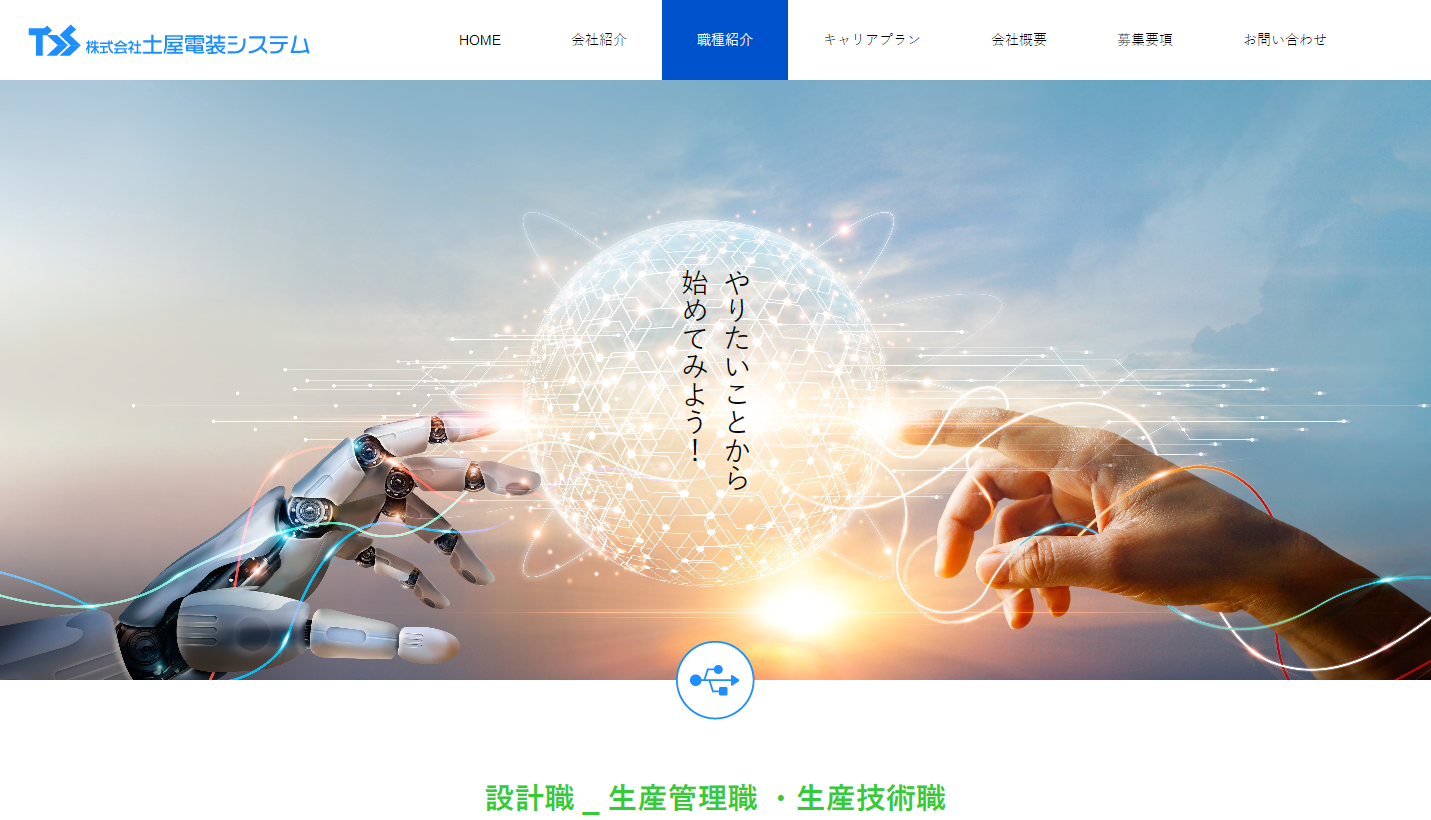 TSS 株式会社土屋電装システム
HOME
会社紹介
職種紹介
キャリアプラン
会社概要
募集要項
お問い合わせ
やりたいことから
始めてみよう！
設計職 _ 生産管理職 ・生産技術職